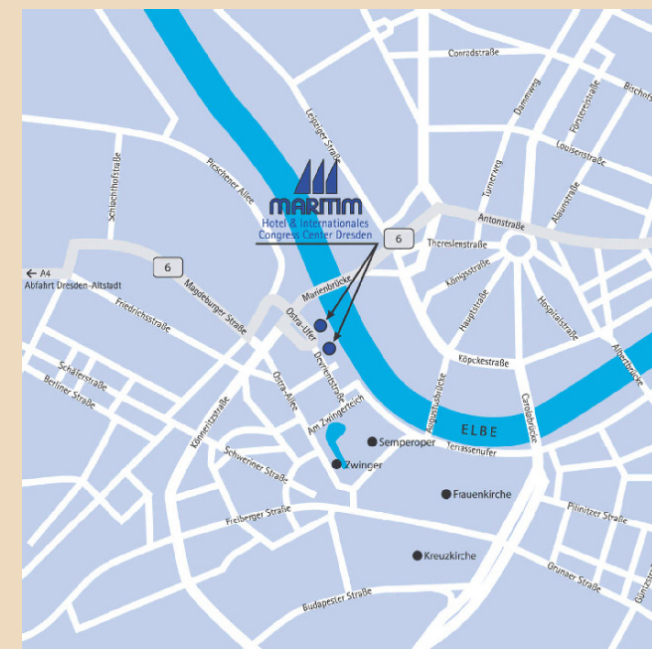 Conradstraße
Bischofs
Leipziger Straße
Dammweg
Förstereistraße
Louisenstraße
Pieschener Allee
Schlachthofstraße
Turnerweg
Alaunstraße
MARITIM
Hotel & Internationales
Congress Center Dresden
Antonstraße
6
Theresienstraße
Königsstraße
6
← A4
Abfahrt Dresden-Altstadt
Marienbrücke
Magdeburger Straße
Friedrichsstraße
Hauptstraße
Hospitalstraße
Ostra-Ufer
Albertbrücke
Köpckestraße
Devrientstraße
Schäferstraße
Berliner Straße
Ostra-Allee
Am Zwingerteich
Könneritzstraße
Augustusbrücke
Carolabrücke
ELBE
Semperoper
Terrassenufer
Zwinger
Schweriner Straße
Frauenkirche
Freiberger Straße
Pillnitzer Straße
Kreuzkirche
Grunaer Straße
Budapester Straße